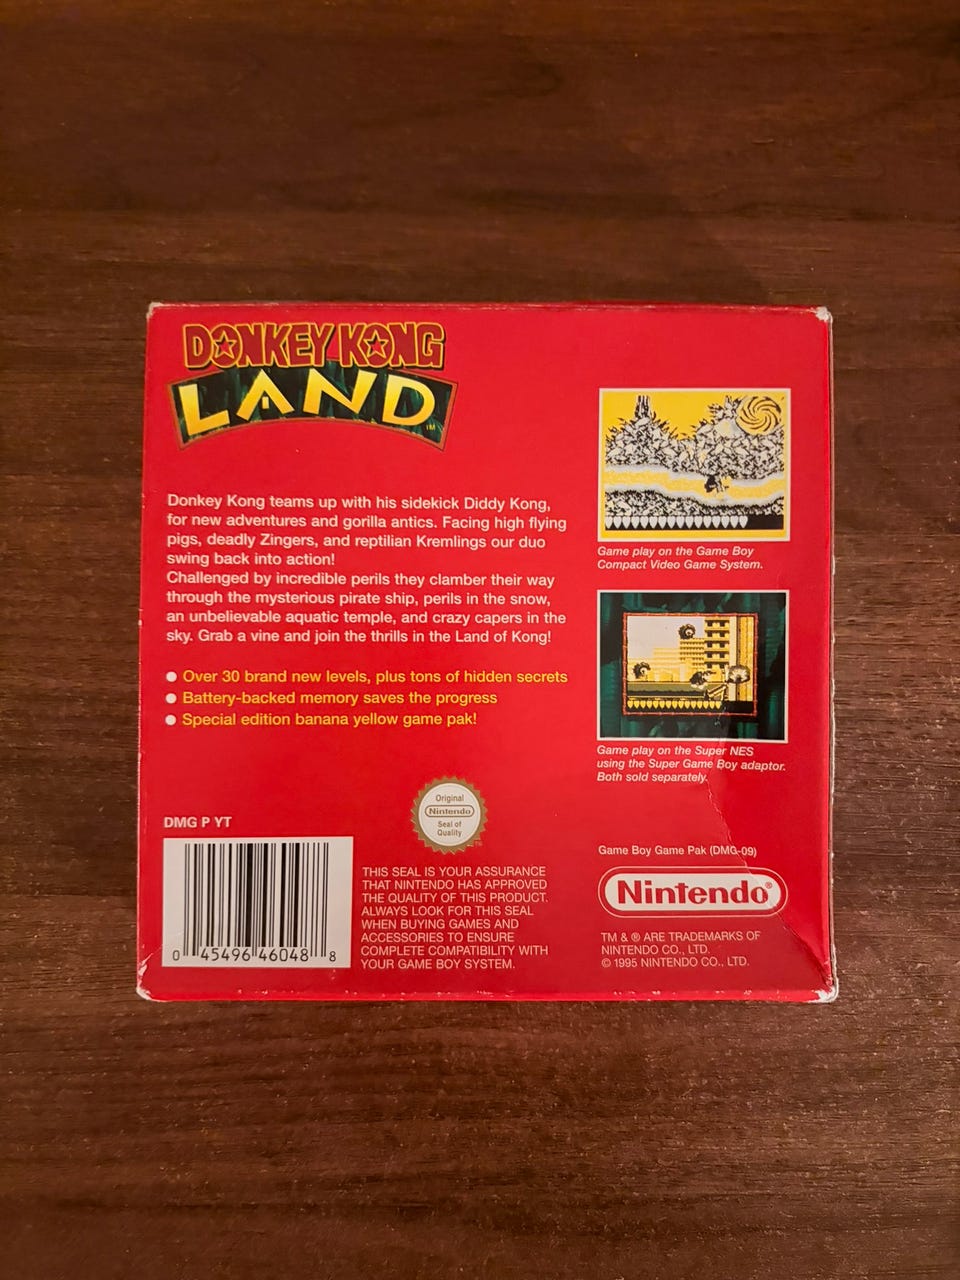 DONKEY KONG
LAND™
Donkey Kong teams up with his sidekick Diddy Kong,
for new adventures and gorilla antics. Facing high flying
pigs, deadly Zingers, and reptilian Kremlings our duo
swing back into action!
Challenged by incredible perils they clamber their way
through the mysterious pirate ship, perils in the snow,
an unbelievable aquatic temple, and crazy capers in the
sky. Grab a vine and join the thrills in the Land of Kong!
● Over 30 brand new levels, plus tons of hidden secrets
● Battery-backed memory saves the progress
● Special edition banana yellow game pak!
Game play on the Game Boy
Compact Video Game System.
Game play on the Super NES
using the Super Game Boy adaptor.
Both sold separately.
DMG P YT
0 45496 46048 8
Original
Nintendo
Seal of
Quality
THIS SEAL IS YOUR ASSURANCE
THAT NINTENDO HAS APPROVED
THE QUALITY OF THIS PRODUCT.
ALWAYS LOOK FOR THIS SEAL
WHEN BUYING GAMES AND
ACCESSORIES TO ENSURE
COMPLETE COMPATIBILITY WITH
YOUR GAME BOY SYSTEM.
Game Boy Game Pak (DMG-09)
Nintendo®
TM & ® ARE TRADEMARKS OF
NINTENDO CO., LTD.
© 1995 NINTENDO CO., LTD.